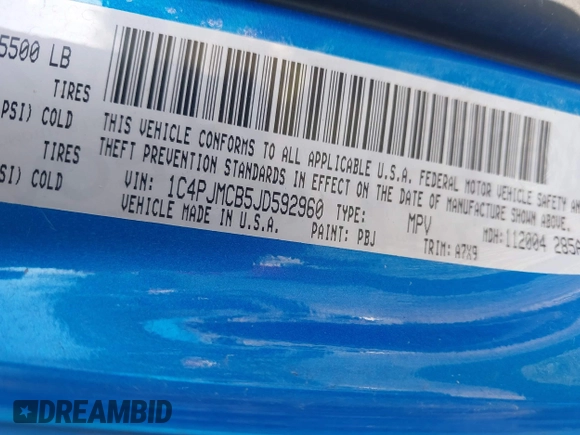 5500 LB
TIRES
PSI) COLD
TIRES
SI) COLD
THIS VEHICLE CONFORMS TO ALL APPLICABLE U.S.A. FEDERAL MOTOR VEHICLE SAFETY AN
THEFT PREVENTION STANDARDS IN EFFECT ON THE DATE OF MANUFACTURE SHOWN ABOVE.
VIN: 1C4PJMCB5JD592960 TYPE: MPV
VEHICLE MADE IN U.S.A. PAINT: PBJ MDH: 112004 285
TRIM: A7X9
DREAMBID